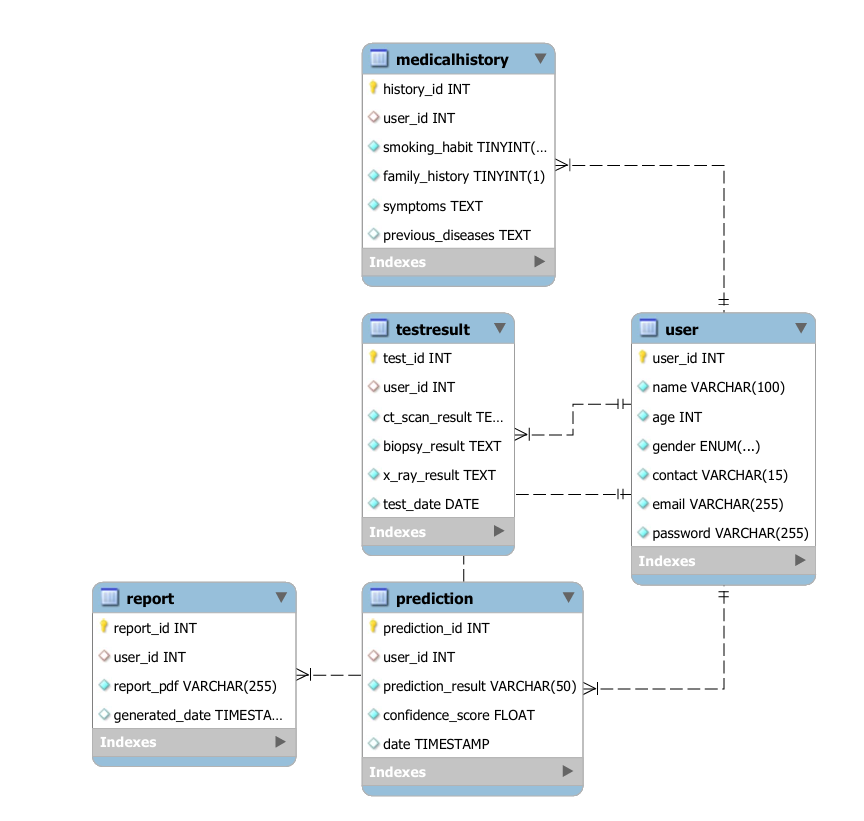 medicalhistory
history_id INT
user_id INT
smoking_habit TINYINT(...
family_history TINYINT(1)
symptoms TEXT
previous_diseases TEXT
Indexes
testresult
test_id INT
user_id INT
ct_scan_result TE...
biopsy_result TEXT
x_ray_result TEXT
test_date DATE
Indexes
user
user_id INT
name VARCHAR(100)
age INT
gender ENUM(...)
contact VARCHAR(15)
email VARCHAR(255)
password VARCHAR(255)
Indexes
report
report_id INT
user_id INT
report_pdf VARCHAR(255)
generated_date TIMESTA...
Indexes
prediction
prediction_id INT
user_id INT
prediction_result VARCHAR(50)
confidence_score FLOAT
date TIMESTAMP
Indexes